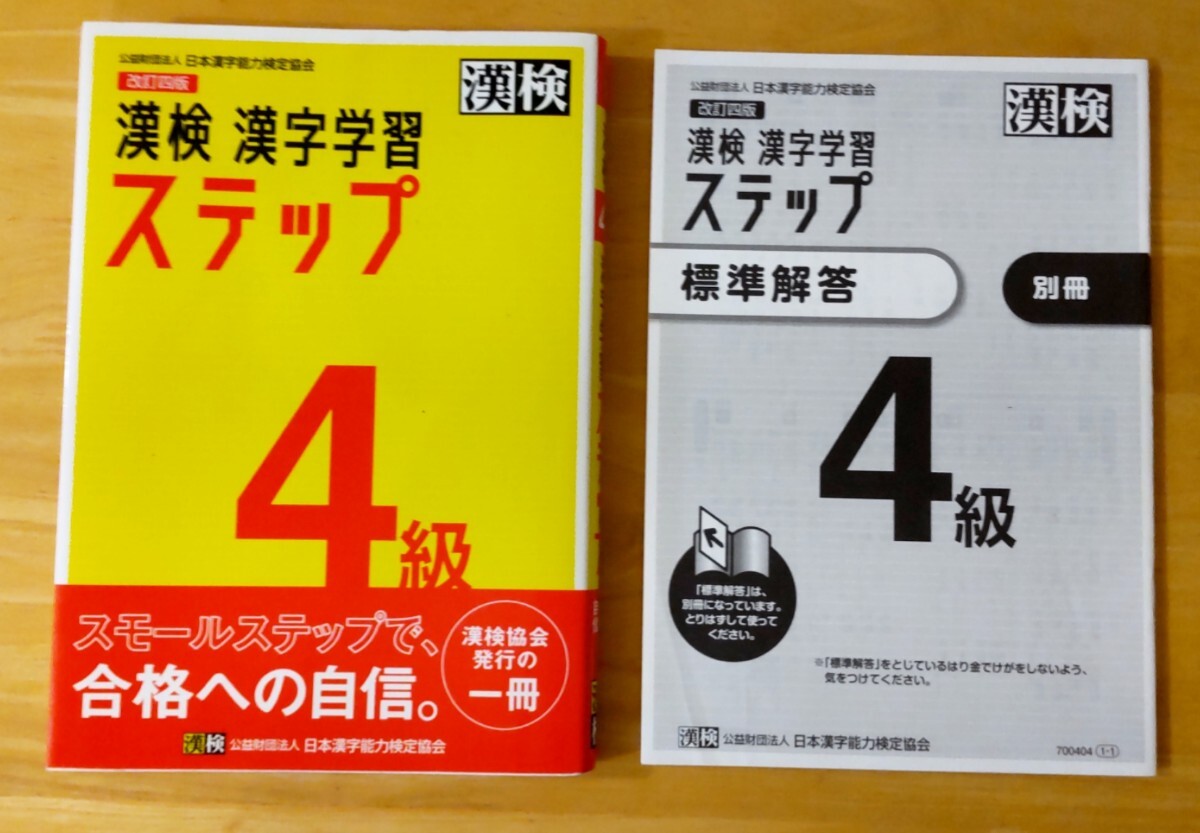 公益財団法人 日本漢字能力検定協会
改訂四版
漢検
漢検 漢字学習
ステップ
4級
スモールステップで、
合格への自信。
漢検協会
発行の
一冊
漢検 公益財団法人 日本漢字能力検定協会
公益財団法人 日本漢字能力検定協会
改訂四版
漢検
漢検 漢字学習
ステップ
標準解答
別冊
4級
「標準解答」は、
別冊になっています。
とりはずして使って
ください。
※「標準解答」をとじているはり金でけがをしないよう、
気をつけてください。
漢検 公益財団法人 日本漢字能力検定協会
700404 1-1